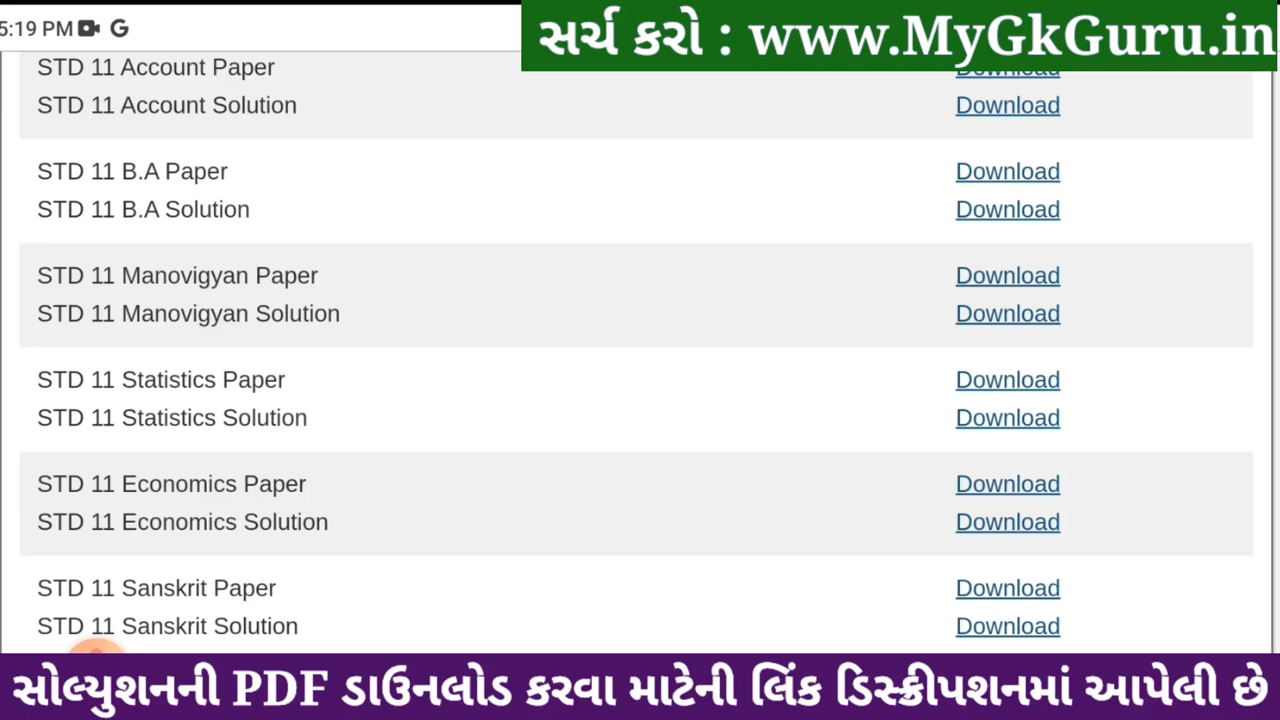 5:19 PM G
સર્ચ કરો : www.MyGkGuru.in
STD 11 Account Paper Download
STD 11 Account Solution Download
STD 11 B.A Paper Download
STD 11 B.A Solution Download
STD 11 Manovigyan Paper Download
STD 11 Manovigyan Solution Download
STD 11 Statistics Paper Download
STD 11 Statistics Solution Download
STD 11 Economics Paper Download
STD 11 Economics Solution Download
STD 11 Sanskrit Paper Download
STD 11 Sanskrit Solution Download
સોલ્યુશનની PDF ડાઉનલોડ કરવા માટેની લિંક ડિસ્ક્રીપશનમાં આપેલી છે